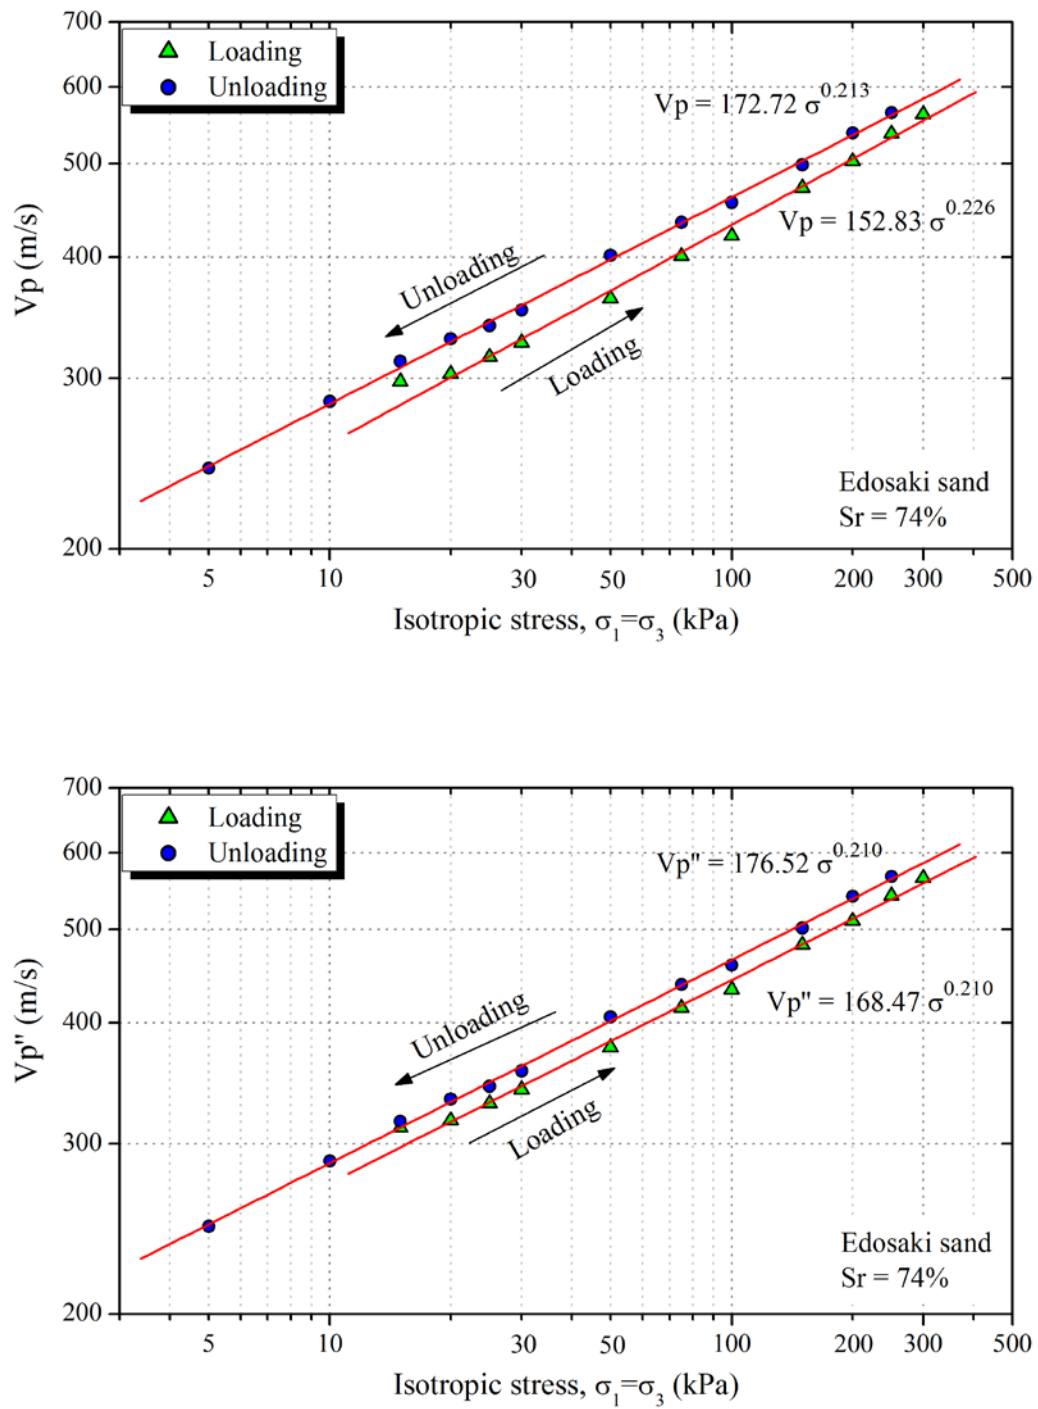 700
600
500
400
300
200
Vp (m/s)
Loading
Unloading
Vp = 172.72 σ^0.213
Vp = 152.83 σ^0.226
Unloading
Loading
Edosaki sand
Sr = 74%
5 10 30 50 100 200 300 500
Isotropic stress, σ₁=σ₃ (kPa)
700
600
500
400
300
200
Vp" (m/s)
Loading
Unloading
Vp" = 176.52 σ^0.210
Vp" = 168.47 σ^0.210
Unloading
Loading
Edosaki sand
Sr = 74%
5 10 30 50 100 200 300 500
Isotropic stress, σ₁=σ₃ (kPa)